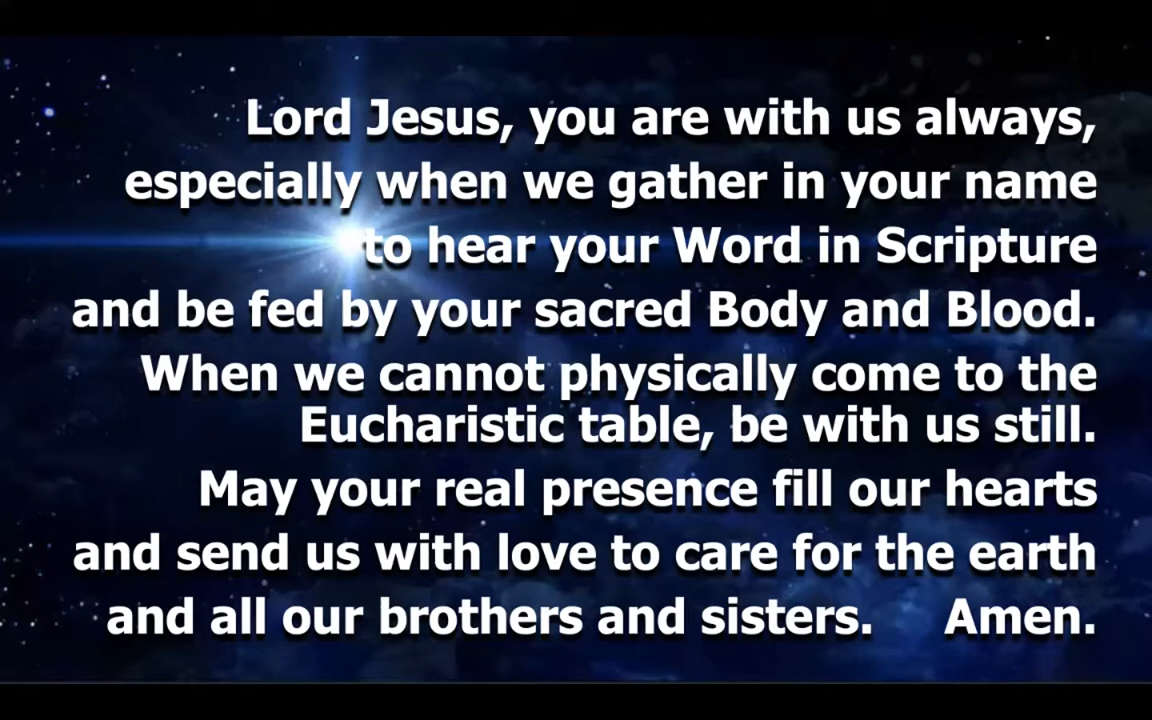 Lord Jesus, you are with us always,
especially when we gather in your name
to hear your Word in Scripture
and be fed by your sacred Body and Blood.
When we cannot physically come to the
Eucharistic table, be with us still.
May your real presence fill our hearts
and send us with love to care for the earth
and all our brothers and sisters. Amen.